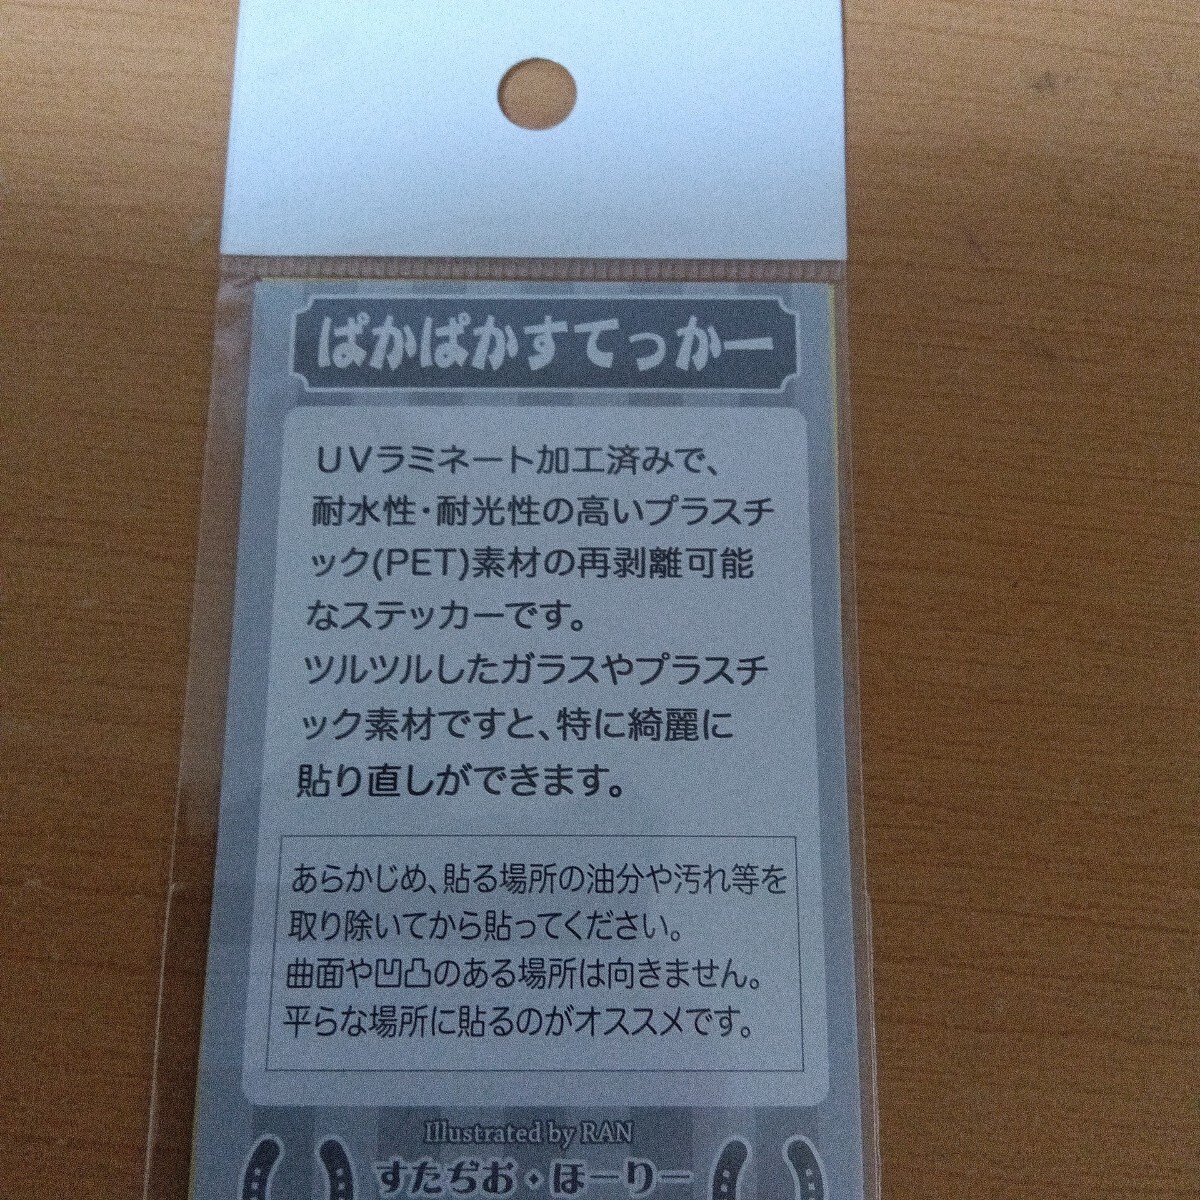 ぱかぱかすてっかー
UVラミネート加工済みで、
耐水性・耐光性の高いプラスチ
ック(PET)素材の再剥離可能
なステッカーです。
ツルツルしたガラスやプラスチ
ック素材ですと、特に綺麗に
貼り直しができます。
あらかじめ、貼る場所の油分や汚れ等を
取り除いてから貼ってください。
曲面や凹凸のある場所は向きません。
平らな場所に貼るのがオススメです。
Illustrated by RAN
すたぢお・ほーりー